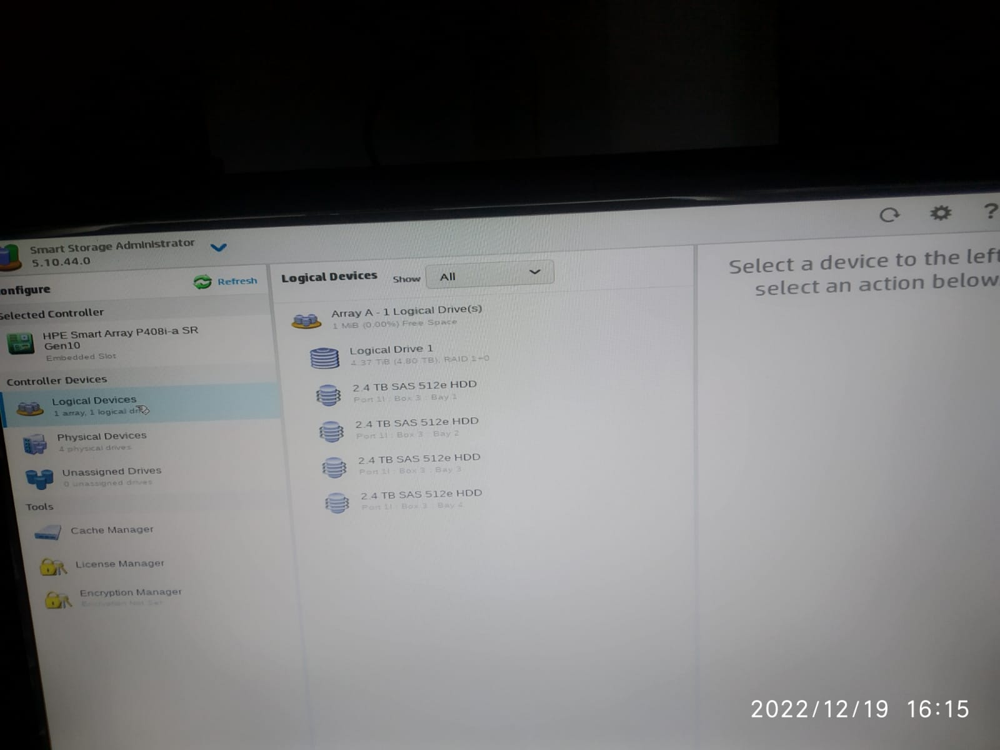 Smart Storage Administrator
5.10.44.0
onfigure
Refresh
Selected Controller
HPE Smart Array P408i-a SR
Gen10
Embedded Slot
Controller Devices
Logical Devices
1 array, 1 logical dri
Physical Devices
4 physical drives
Unassigned Drives
0 unassigned drives
Tools
Cache Manager
License Manager
Encryption Manager
Encryption Not Set
Logical Devices Show All
Array A - 1 Logical Drive(s)
1 MiB (0.00%) Free Space
Logical Drive 1
4.37 TiB (4.80 TB), RAID 1+0
2.4 TB SAS 512e HDD
Port 1I : Box 3 : Bay 1
2.4 TB SAS 512e HDD
Port 1I : Box 3 : Bay 2
2.4 TB SAS 512e HDD
Port 1I : Box 3 : Bay 3
2.4 TB SAS 512e HDD
Port 1I : Box 3 : Bay 4
?
Select a device to the left
select an action below.
2022/12/19 16:15